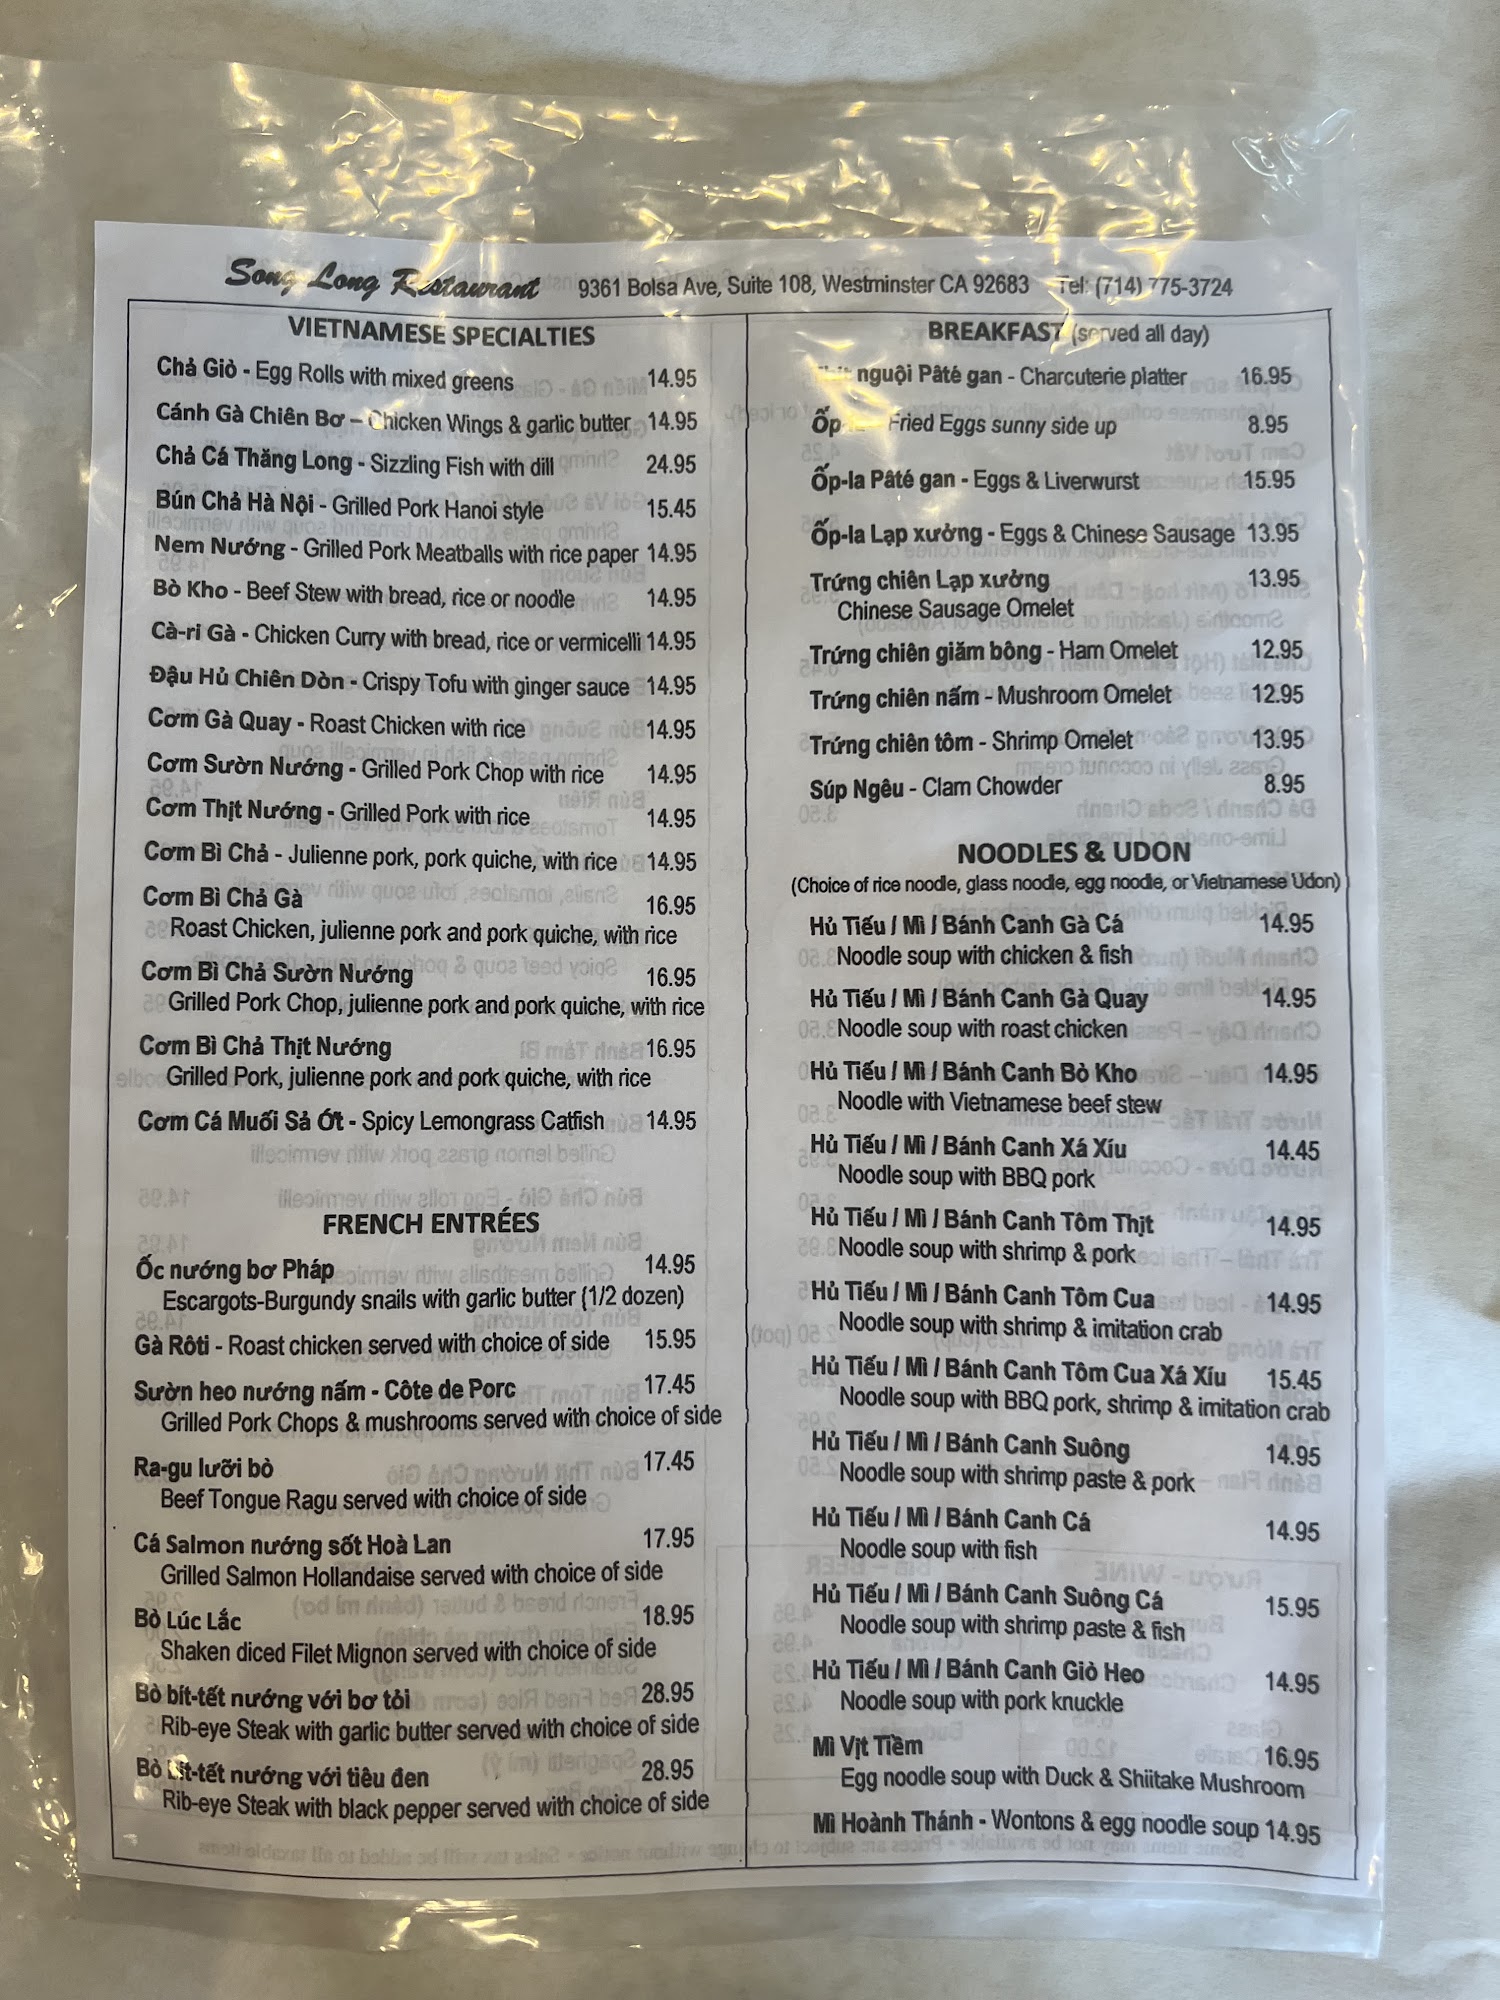 Song Long Restaurant 9361 Bolsa Ave, Suite 108, Westminster CA 92683 Tel: (714) 775-3724
VIETNAMESE SPECIALTIES
Chả Giò - Egg Rolls with mixed greens 14.95
Cánh Gà Chiên Bơ – Chicken Wings & garlic butter 14.95
Chả Cá Thăng Long - Sizzling Fish with dill 24.95
Bún Chả Hà Nội - Grilled Pork Hanoi style 15.45
Nem Nướng - Grilled Pork Meatballs with rice paper 14.95
Bò Kho - Beef Stew with bread, rice or noodle 14.95
Cà-ri Gà - Chicken Curry with bread, rice or vermicelli 14.95
Đậu Hủ Chiên Dòn - Crispy Tofu with ginger sauce 14.95
Cơm Gà Quay - Roast Chicken with rice 14.95
Cơm Sườn Nướng - Grilled Pork Chop with rice 14.95
Cơm Thịt Nướng - Grilled Pork with rice 14.95
Cơm Bì Chả - Julienne pork, pork quiche, with rice 14.95
Cơm Bì Chả Gà 16.95
Roast Chicken, julienne pork and pork quiche, with rice
Cơm Bì Chả Sườn Nướng 16.95
Grilled Pork Chop, julienne pork and pork quiche, with rice
Cơm Bì Chả Thịt Nướng 16.95
Grilled Pork, julienne pork and pork quiche, with rice
Cơm Cá Muối Sả Ớt - Spicy Lemongrass Catfish 14.95
FRENCH ENTRÉES
Ốc nướng bơ Pháp 14.95
Escargots-Burgundy snails with garlic butter (1/2 dozen)
Gà Rôti - Roast chicken served with choice of side 15.95
Sườn heo nướng nấm - Côte de Porc 17.45
Grilled Pork Chops & mushrooms served with choice of side
Ra-gu lưỡi bò 17.45
Beef Tongue Ragu served with choice of side
Cá Salmon nướng sốt Hoà Lan 17.95
Grilled Salmon Hollandaise served with choice of side
Bò Lúc Lắc 18.95
Shaken diced Filet Mignon served with choice of side
Bò bít-tết nướng với bơ tỏi 28.95
Rib-eye Steak with garlic butter served with choice of side
Bò bít-tết nướng với tiêu đen 28.95
Rib-eye Steak with black pepper served with choice of side
BREAKFAST (served all day)
nguội Pâté gan - Charcuterie platter 16.95
Fried Eggs sunny side up 8.95
Ốp-la Pâté gan - Eggs & Liverwurst 15.95
Ốp-la Lạp xưởng - Eggs & Chinese Sausage 13.95
Trứng chiên Lạp xưởng 13.95
Chinese Sausage Omelet
Trứng chiên giăm bông - Ham Omelet 12.95
Trứng chiên nấm - Mushroom Omelet 12.95
Trứng chiên tôm - Shrimp Omelet 13.95
Súp Ngêu - Clam Chowder 8.95
NOODLES & UDON
(Choice of rice noodle, glass noodle, egg noodle, or Vietnamese Udon)
Hủ Tiếu / Mì / Bánh Canh Gà Cá 14.95
Noodle soup with chicken & fish
Hủ Tiếu / Mì / Bánh Canh Gà Quay 14.95
Noodle soup with roast chicken
Hủ Tiếu / Mì / Bánh Canh Bò Kho 14.95
Noodle with Vietnamese beef stew
Hủ Tiếu / Mì / Bánh Canh Xá Xíu 14.45
Noodle soup with BBQ pork
Hủ Tiếu / Mì / Bánh Canh Tôm Thịt 14.95
Noodle soup with shrimp & pork
Hủ Tiếu / Mì / Bánh Canh Tôm Cua 14.95
Noodle soup with shrimp & imitation crab
Hủ Tiếu / Mì / Bánh Canh Tôm Cua Xá Xíu 15.45
Noodle soup with BBQ pork, shrimp & imitation crab
Hủ Tiếu / Mì / Bánh Canh Suông 14.95
Noodle soup with shrimp paste & pork
Hủ Tiếu / Mì / Bánh Canh Cá 14.95
Noodle soup with fish
Hủ Tiếu / Mì / Bánh Canh Suông Cá 15.95
Noodle soup with shrimp paste & fish
Hủ Tiếu / Mì / Bánh Canh Giò Heo 14.95
Noodle soup with pork knuckle
Mì Vịt Tiềm 16.95
Egg noodle soup with Duck & Shiitake Mushroom
Mì Hoành Thánh - Wontons & egg noodle soup 14.95